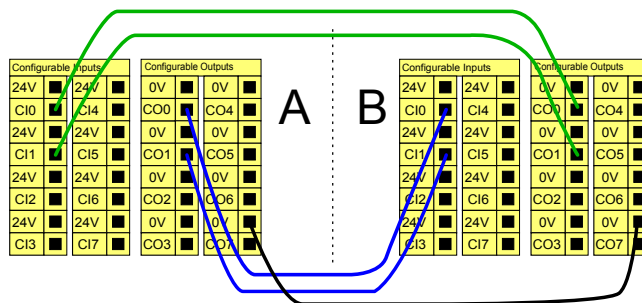 Configurable Inputs
24V 24V
CI0 CI4
24V 24V
CI1 CI5
24V 24V
CI2 CI6
24V 24V
CI3 CI7
Configurable Outputs
0V 0V
CO0 CO4
0V 0V
CO1 CO5
0V 0V
CO2 CO6
0V 0V
CO3 CO7
A
B
Configurable Inputs
24V 24V
CI0 CI4
24V 24V
CI1 CI5
24V 24V
CI2 CI6
24V 24V
CI3 CI7
Configurable Outputs
0V 0V
CO0 CO4
0V 0V
CO1 CO5
0V 0V
CO2 CO6
0V 0V
CO3 CO7